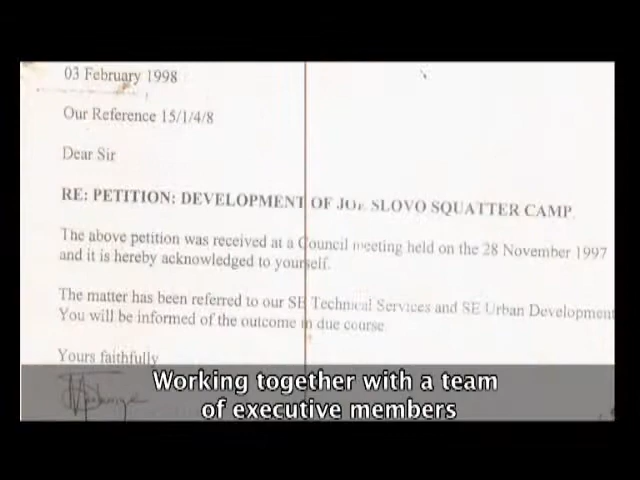 03 February 1998
Our Reference 15/1/4/8
Dear Sir
RE: PETITION: DEVELOPMENT OF JOE SLOVO SQUATTER CAMP
The above petition was received at a Council meeting held on the 28 November 1997
and it is hereby acknowledged to yourself.
The matter has been referred to our SE Technical Services and SE Urban Development
You will be informed of the outcome in due course
Yours faithfully
Working together with a team
of executive members